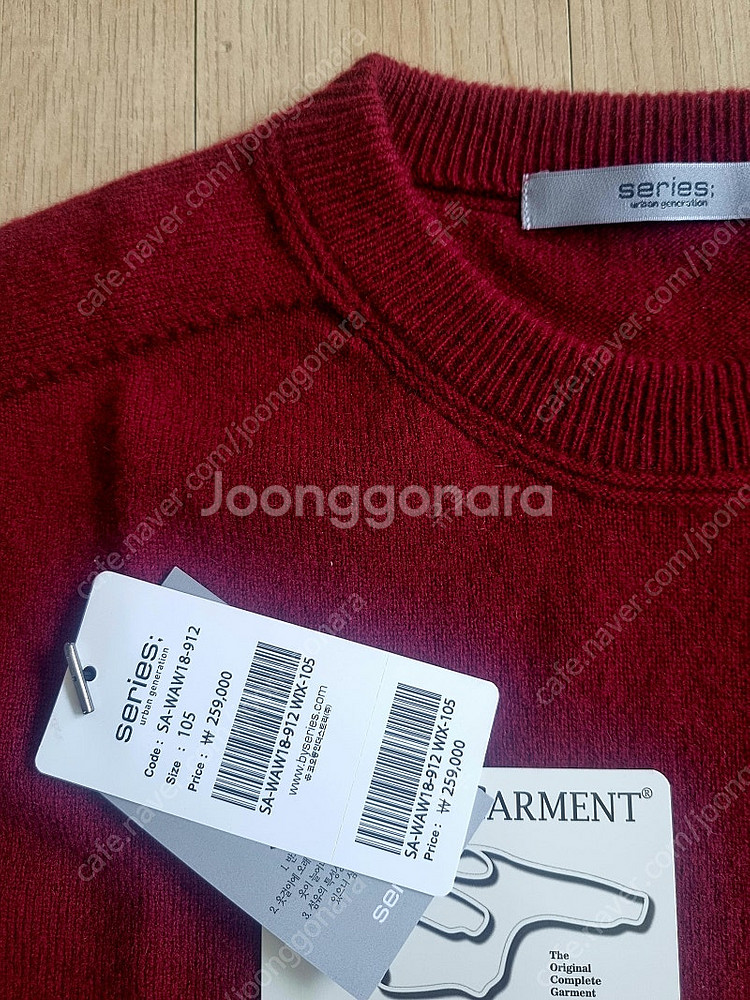 series;
urban generation
Joonggonara
series;
urban generation
Code : SA-WAW18-912
Size : 105
Price : ₩ 259,000
SA-WAW18-912 WIX-105
www.byseries.com
SA-WAW18-912 WIX-105
Price : ₩ 259,000
ARMENT®
The
Original
Complete
Garment
cafe.naver.com/joonggonara